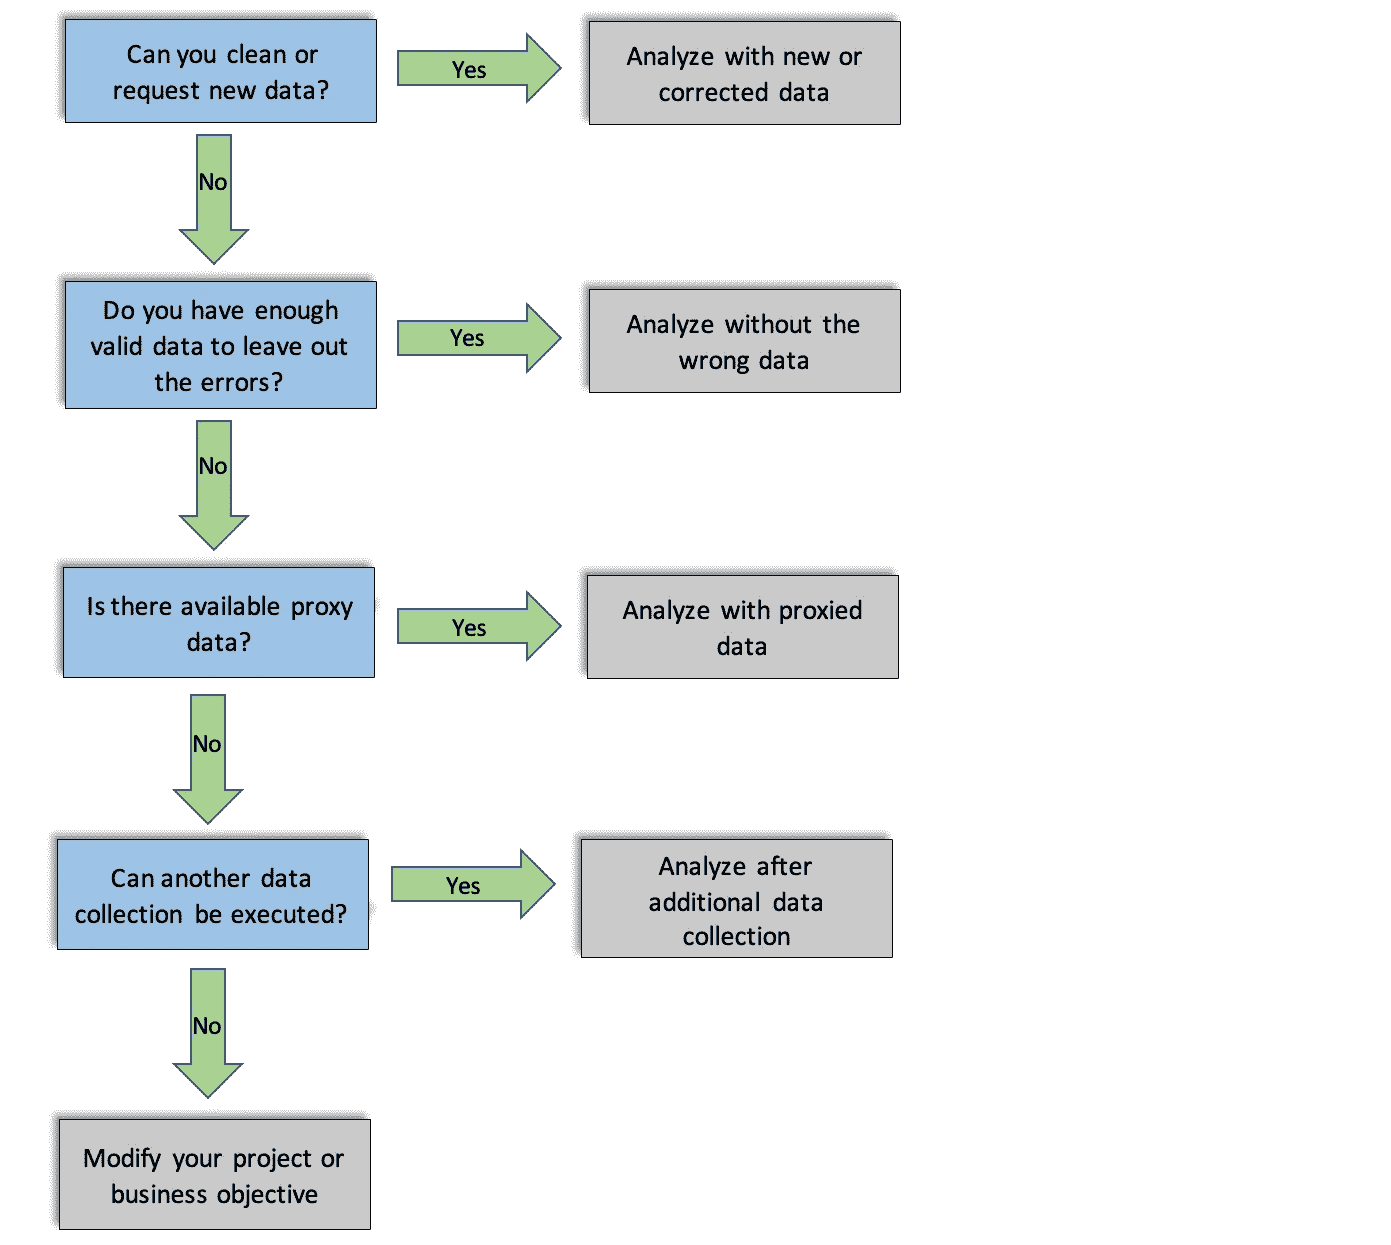 Can you clean or
request new data?
Yes
Analyze with new or
corrected data
No
Do you have enough
valid data to leave out
the errors?
Yes
Analyze without the
wrong data
No
Is there available proxy
data?
Yes
Analyze with proxied
data
No
Can another data
collection be executed?
Yes
Analyze after
additional data
collection
No
Modify your project or
business objective